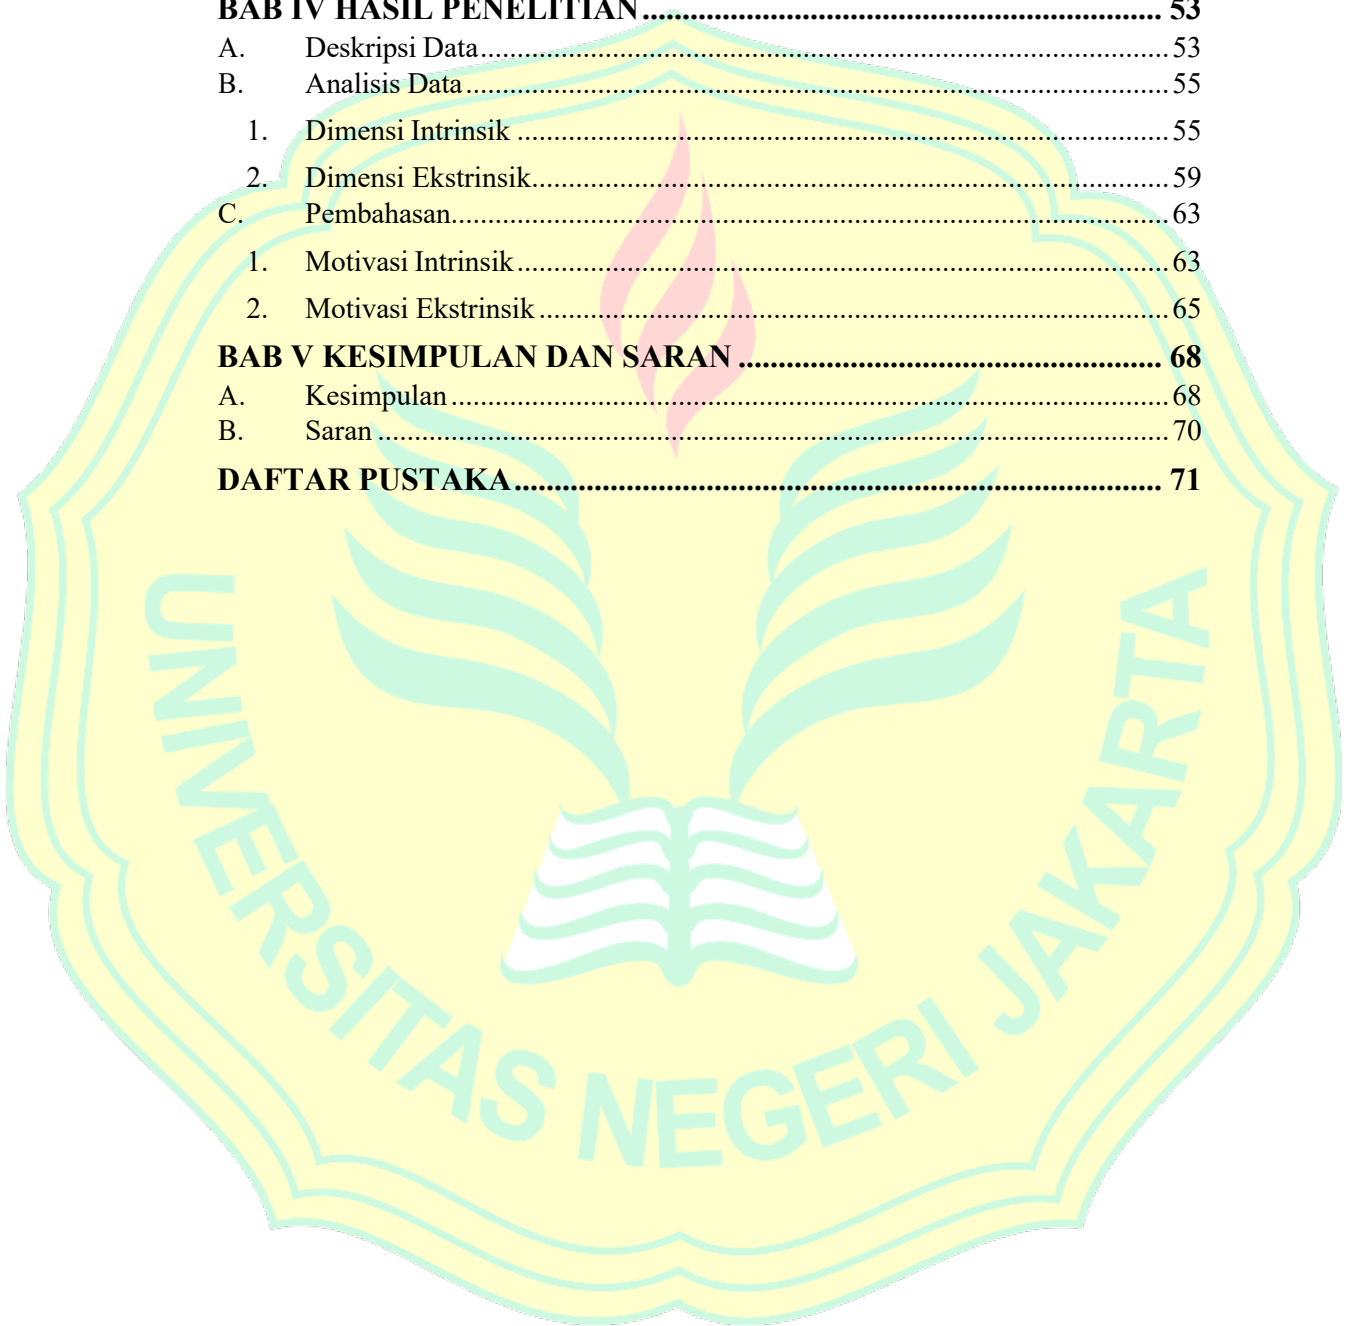 BAB IV HASIL PENELITIAN.................................................................. 53
A. Deskripsi Data.......................................................................................... 53
B. Analisis Data............................................................................................ 55
1. Dimensi Intrinsik ..................................................................................... 55
2. Dimensi Ekstrinsik................................................................................... 59
C. Pembahasan............................................................................................. 63
1. Motivasi Intrinsik..................................................................................... 63
2. Motivasi Ekstrinsik .................................................................................. 65
BAB V KESIMPULAN DAN SARAN ...................................................... 68
A. Kesimpulan .............................................................................................. 68
B. Saran ........................................................................................................ 70
DAFTAR PUSTAKA.................................................................................. 71
UNIVERSITAS NEGERI JAKARTA